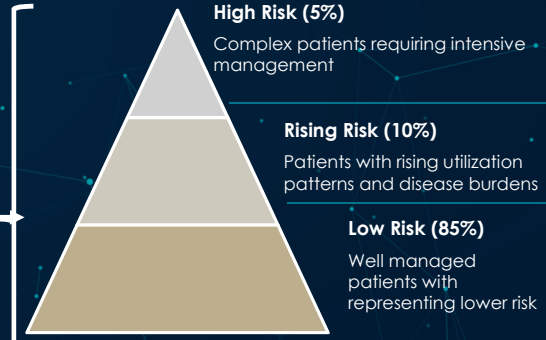 High Risk (5%)
Complex patients requiring intensive
management
Rising Risk (10%)
Patients with rising utilization
patterns and disease burdens
Low Risk (85%)
Well managed
patients with
representing lower risk